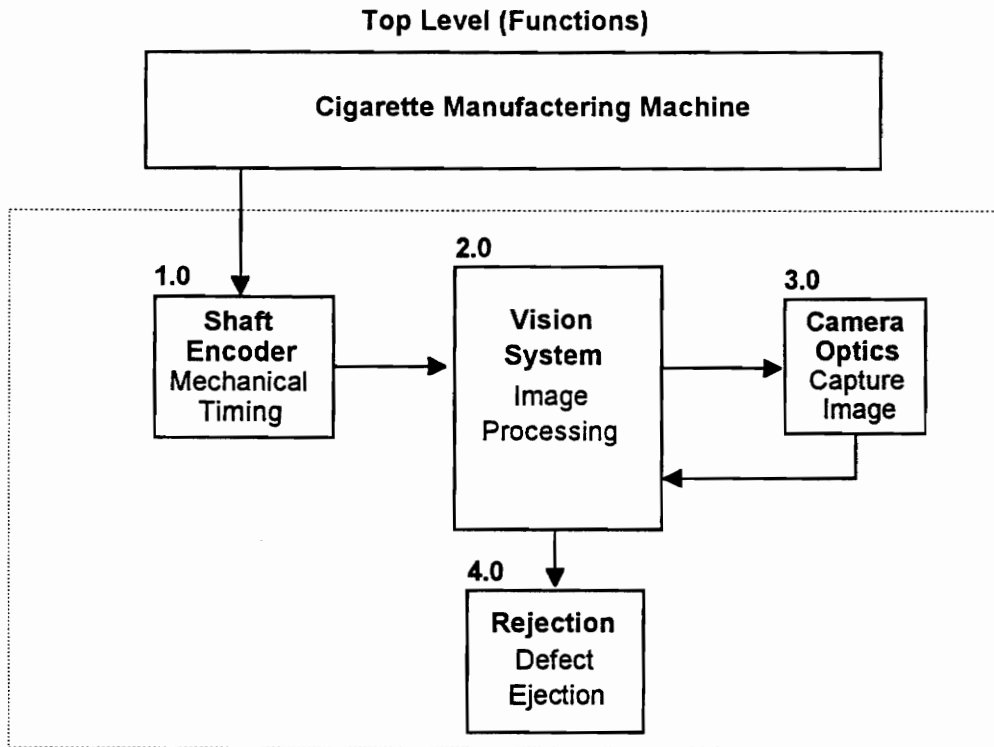 Top Level (Functions)
Cigarette Manufactering Machine
1.0
Shaft
Encoder
Mechanical
Timing
2.0
Vision
System
Image
Processing
3.0
Camera
Optics
Capture
Image
4.0
Rejection
Defect
Ejection